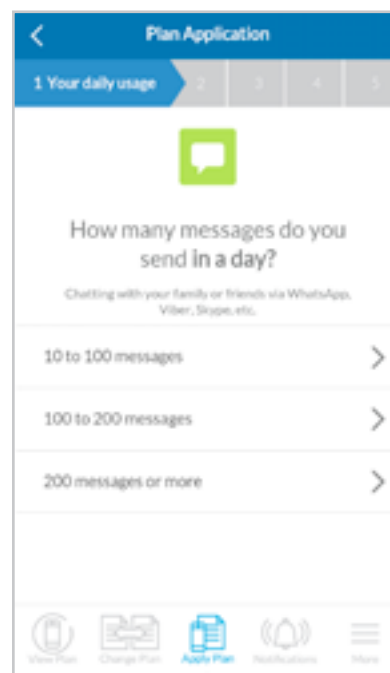 Plan Application
1 Your daily usage 2 3 4 5
How many messages do you
send in a day?
Chatting with your family or friends via WhatsApp,
Viber, Skype, etc.
10 to 100 messages
100 to 200 messages
200 messages or more
View Plan Change Plan Apply Plan Notifications More